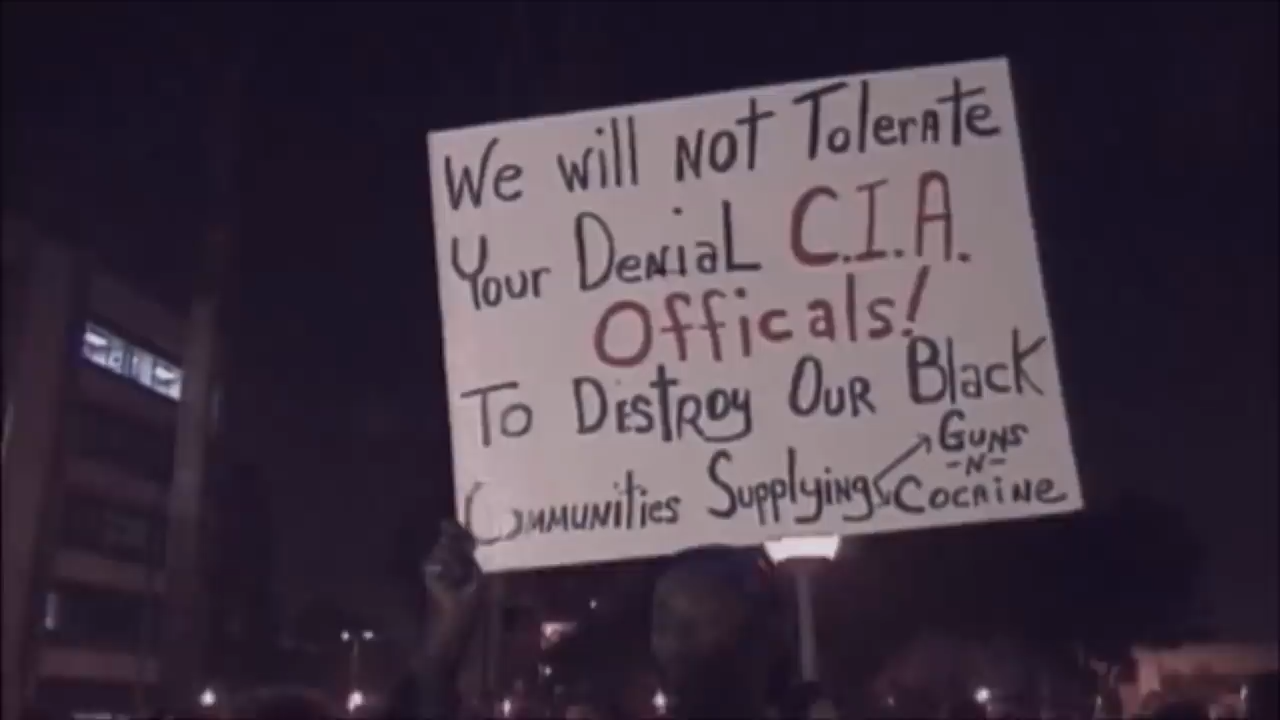 We will NOT Tolerate
Your Denial C.I.A.
Officals!
To Destroy Our Black
Communities Supplying Guns
-N-
Cocaine